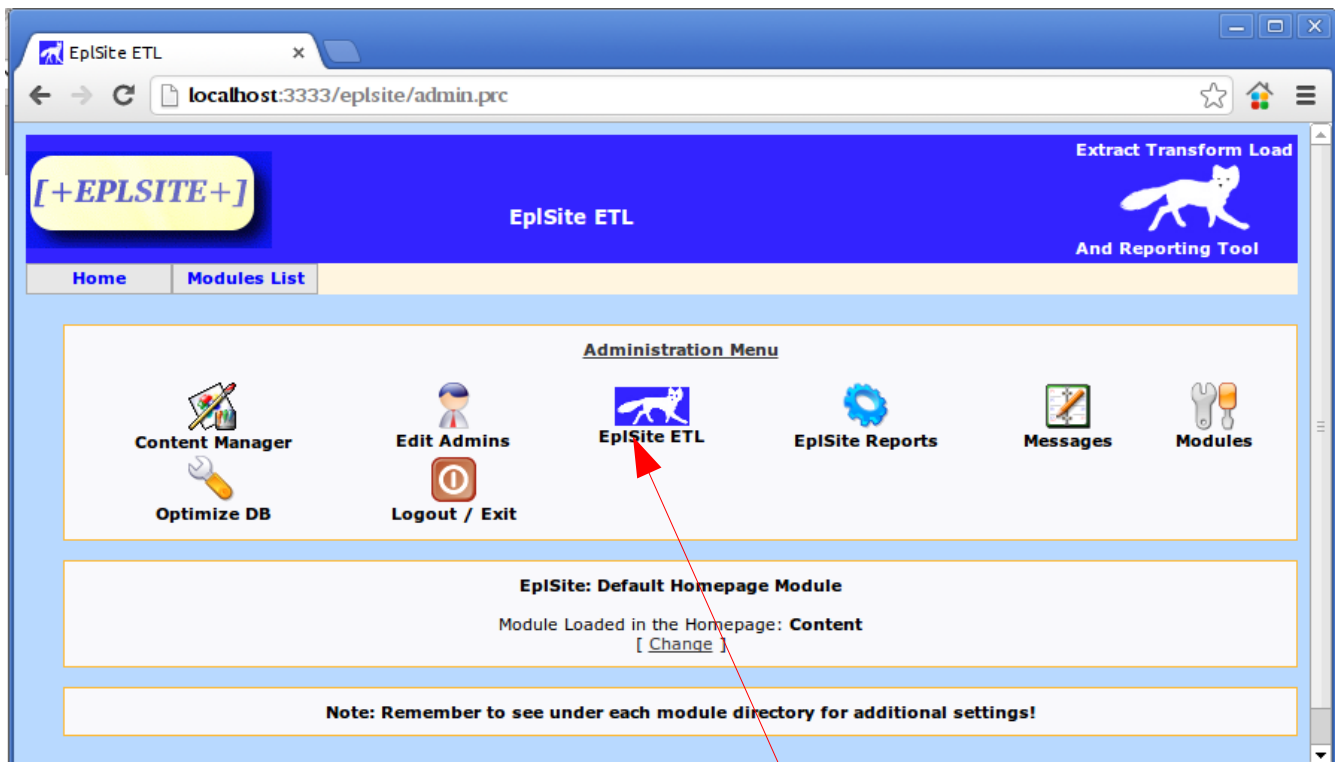 EplSite ETL
localhost:3333/eplsite/admin.prc
Extract Transform Load
[+EPLSITE+]
EplSite ETL
And Reporting Tool
Home Modules List
Administration Menu
Content Manager Edit Admins EplSite ETL EplSite Reports Messages Modules
Optimize DB Logout / Exit
EplSite: Default Homepage Module
Module Loaded in the Homepage: Content
[ Change ]
Note: Remember to see under each module directory for additional settings!